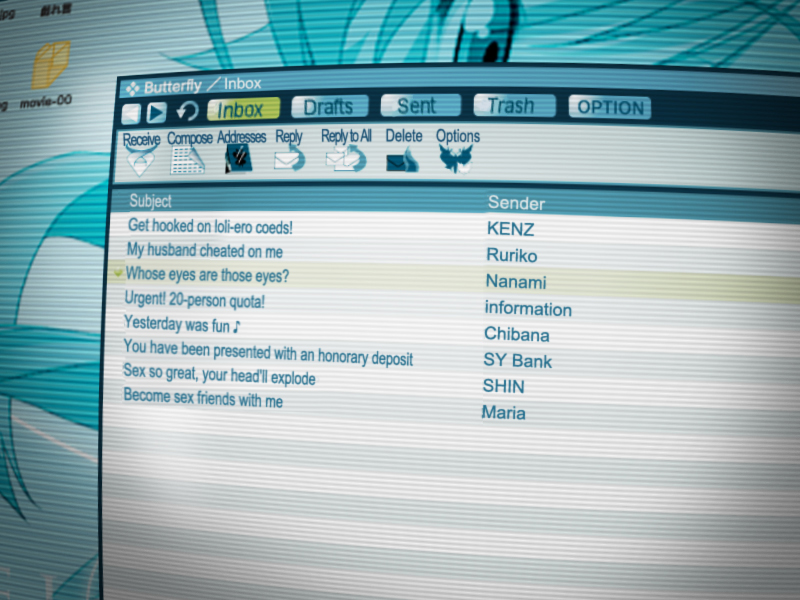 movie-00
Butterfly / Inbox
Inbox Drafts Sent Trash OPTION
Receive Compose Addresses Reply Reply to All Delete Options
Subject Sender
Get hooked on loli-ero coeds! KENZ
My husband cheated on me Ruriko
Whose eyes are those eyes? Nanami
Urgent! 20-person quota! information
Yesterday was fun ♪ Chibana
You have been presented with an honorary deposit SY Bank
Sex so great, your head'll explode SHIN
Become sex friends with me Maria